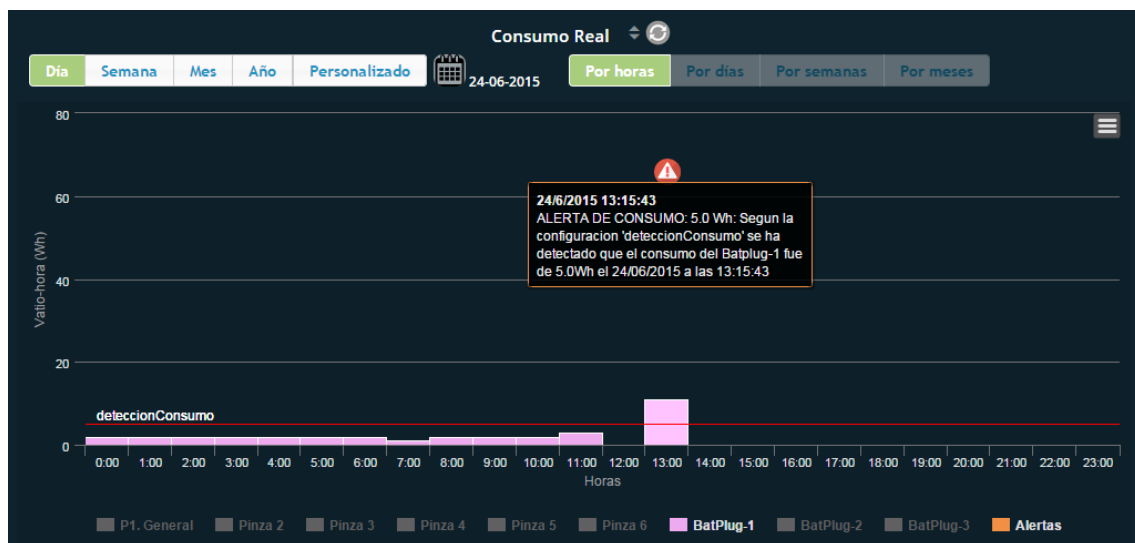 Consumo Real
Día Semana Mes Año Personalizado 24-06-2015 Por horas Por días Por semanas Por meses
80
60
40
20
0
Vatio-hora (Wh)
24/6/2015 13:15:43
ALERTA DE CONSUMO: 5.0 Wh: Segun la
configuracion 'deteccionConsumo' se ha
detectado que el consumo del Batplug-1 fue
de 5.0Wh el 24/06/2015 a las 13:15:43
deteccionConsumo
0:00 1:00 2:00 3:00 4:00 5:00 6:00 7:00 8:00 9:00 10:00 11:00 12:00 13:00 14:00 15:00 16:00 17:00 18:00 19:00 20:00 21:00 22:00 23:00
Horas
P1. General Pinza 2 Pinza 3 Pinza 4 Pinza 5 Pinza 6 BatPlug-1 BatPlug-2 BatPlug-3 Alertas